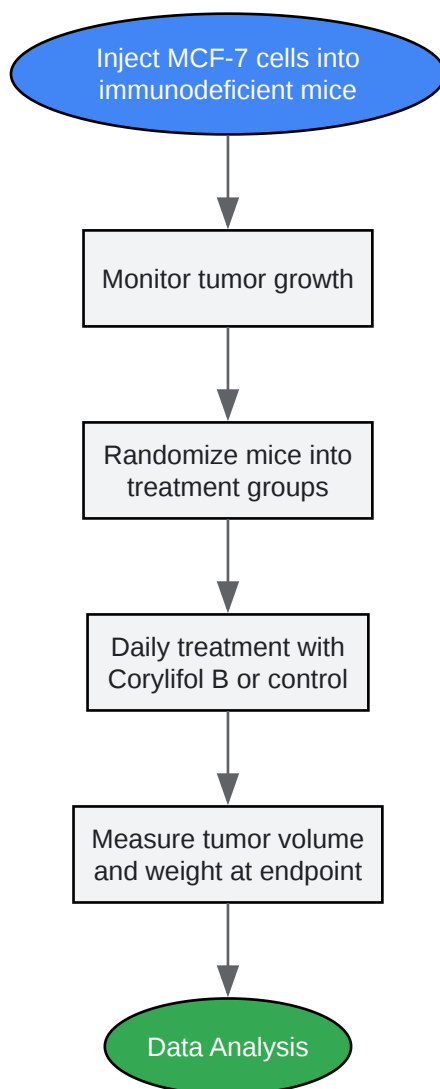 Inject MCF-7 cells into
immunodeficient mice
Monitor tumor growth
Randomize mice into
treatment groups
Daily treatment with
Corylifol B or control
Measure tumor volume
and weight at endpoint
Data Analysis